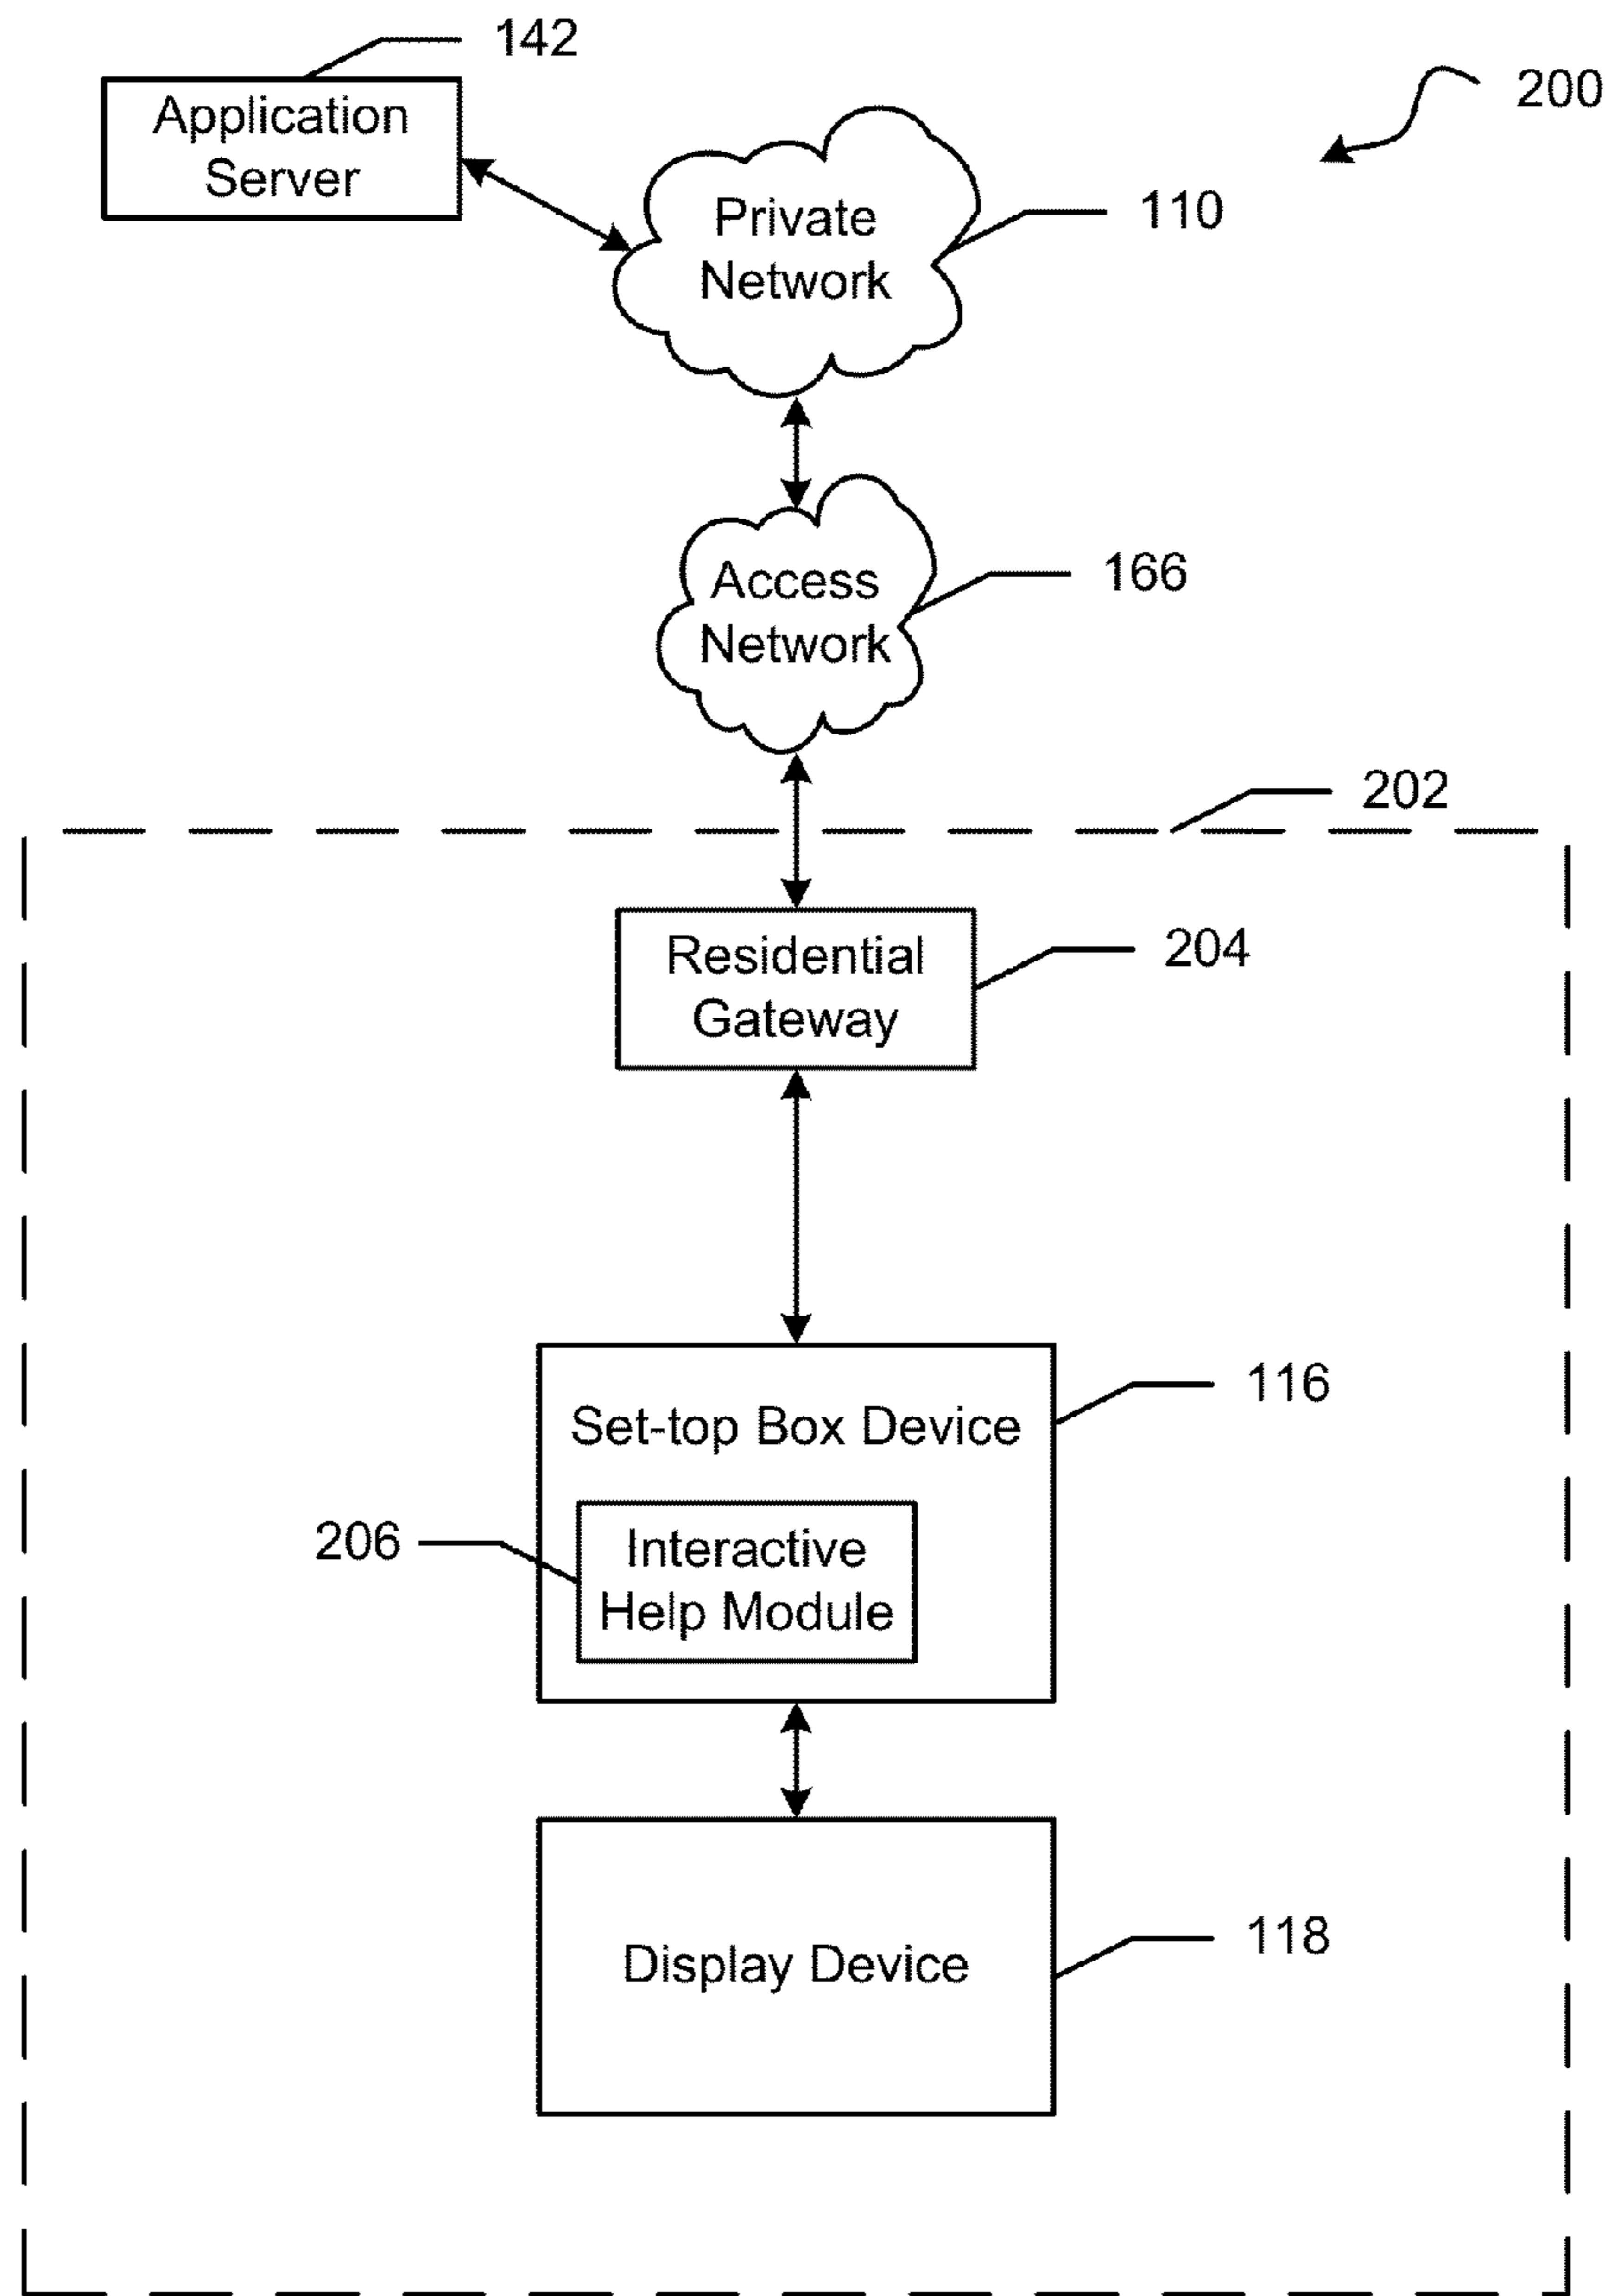 142
Application
Server
200
Private
Network
110
Access
Network
166
202
Residential
Gateway
204
Set-top Box Device
116
206
Interactive
Help Module
Display Device
118